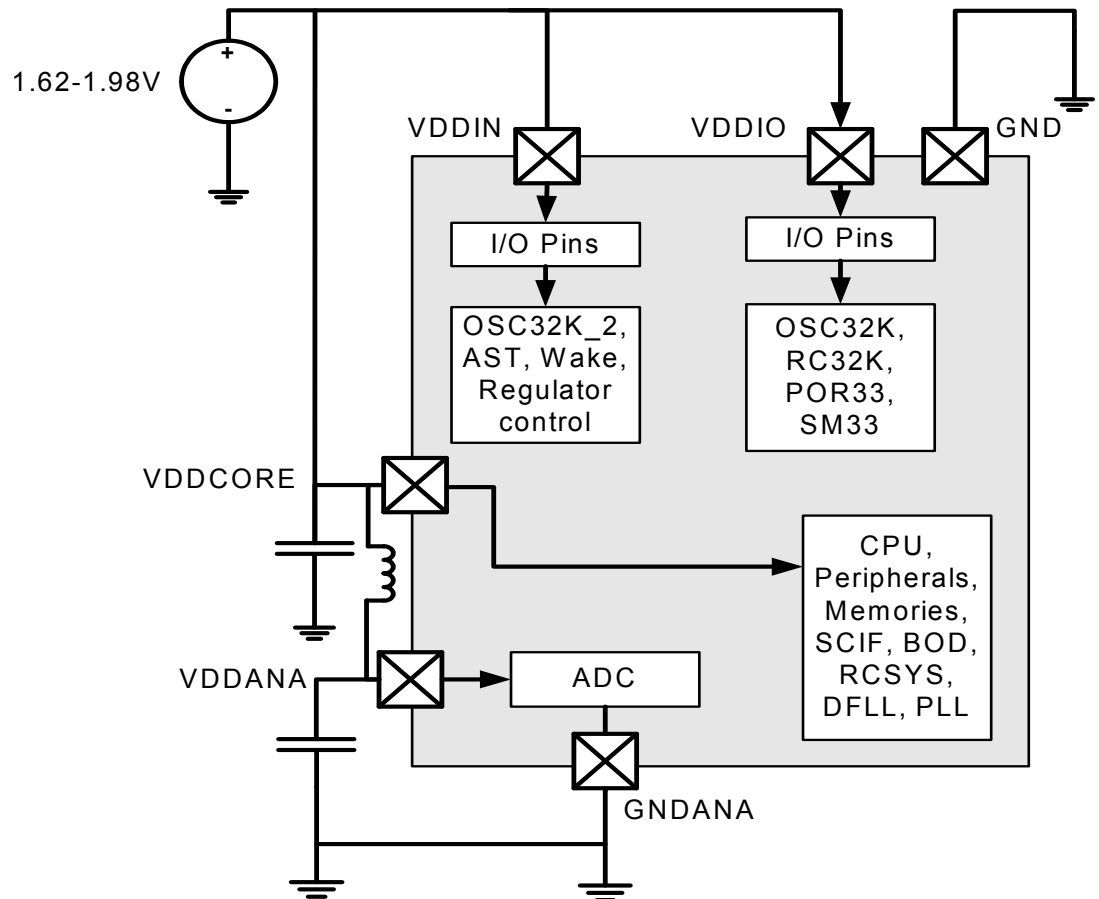 1.62-1.98V
+
-
VDDIN
VDDIO
GND
I/O Pins
I/O Pins
OSC32K_2,
AST, Wake,
Regulator
control
OSC32K,
RC32K,
POR33,
SM33
VDDCORE
CPU,
Peripherals,
Memories,
SCIF, BOD,
RCSYS,
DFLL, PLL
VDDANA
ADC
GNDANA